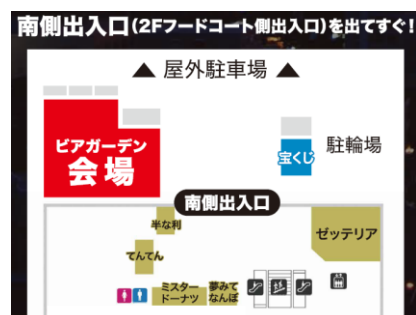 南側出入口(2Fフードコート側出入口)を出てすぐ!
▲ 屋外駐車場 ▲
ビアガーデン
会場
宝くじ
駐輪場
南側出入口
半な利
ゼッテリア
てんてん
ミスター
ドーナツ
夢みて
なんぼ